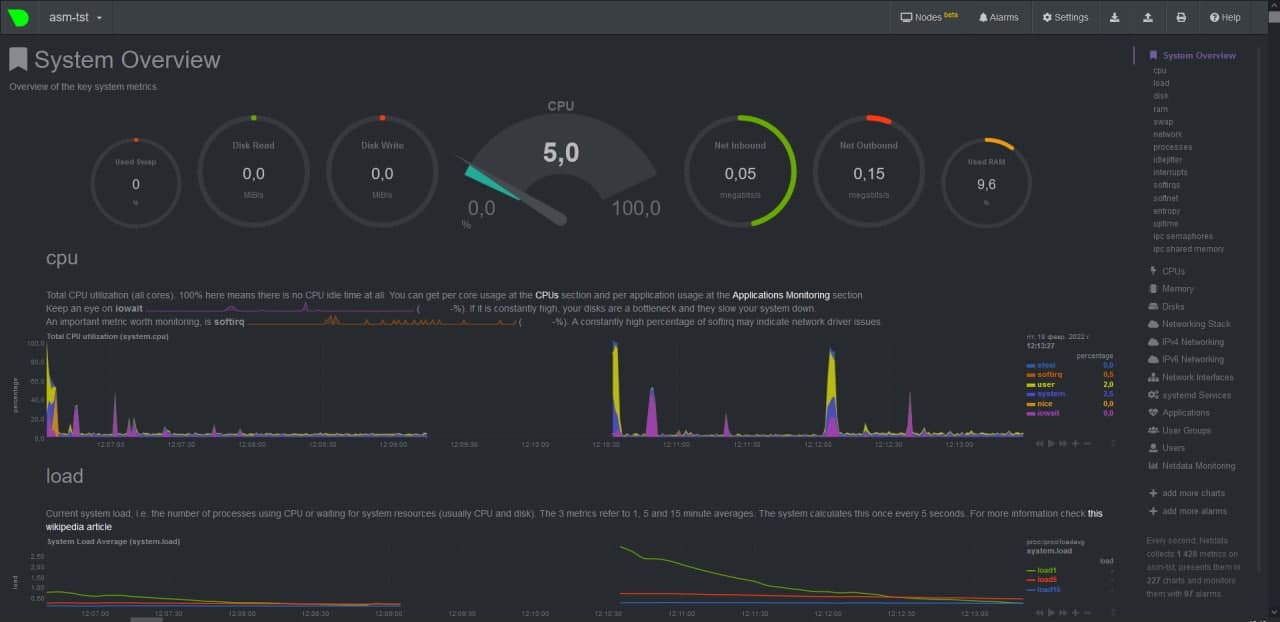 asm-tst
Nodes beta
Alarms
Settings
Help
System Overview
Overview of the key system metrics.
Used Swap
0
%
Disk Read
0,0
MiB/s
Disk Write
0,0
MiB/s
CPU
5,0
0,0
100,0
%
Net Inbound
0,05
megabits/s
Net Outbound
0,15
megabits/s
Used RAM
9,6
%
cpu
Total CPU utilization (all cores). 100% here means there is no CPU idle time at all. You can get per core usage at the CPUs section and per application usage at the Applications Monitoring section.
Keep an eye on iowait ( -%). If it is constantly high, your disks are a bottleneck and they slow your system down.
An important metric worth monitoring, is softirq ( -%). A constantly high percentage of softirq may indicate network driver issues.
Total CPU utilization (system.cpu)
percentage
100.0
80.0
60.0
40.0
20.0
0.0
12:07:00
12:07:30
12:08:00
12:08:30
12:09:00
12:09:30
12:10:00
12:10:30
12:11:00
12:11:30
12:12:00
12:12:30
12:13:00
пт, 18 февр. 2022 г.
12:13:27
percentage
steal 0,0
softirq 0,5
user 2,0
system 2,5
nice 0,0
iowait 0,0
load
Current system load, i.e. the number of processes using CPU or waiting for system resources (usually CPU and disk). The 3 metrics refer to 1, 5 and 15 minute averages. The system calculates this once every 5 seconds. For more information check this
wikipedia article
System Load Average (system.load)
load
2.50
2.00
1.50
1.00
0.50
12:07:00
12:07:30
12:08:00
12:08:30
12:09:00
12:09:30
12:10:00
12:10:30
12:11:00
12:11:30
12:12:00
12:12:30
12:13:00
proc:/proc/loadavg
system.load
load
load1 -
load5 -
load15 -
System Overview
cpu
load
disk
ram
swap
network
processes
idlejitter
interrupts
softirqs
softnet
entropy
uptime
ipc semaphores
ipc shared memory
CPUs
Memory
Disks
Networking Stack
IPv4 Networking
IPv6 Networking
Network Interfaces
systemd Services
Applications
User Groups
Users
Netdata Monitoring
add more charts
add more alarms
Every second, Netdata
collects 1 428 metrics on
asm-tst, presents them in
227 charts and monitors
them with 97 alarms.